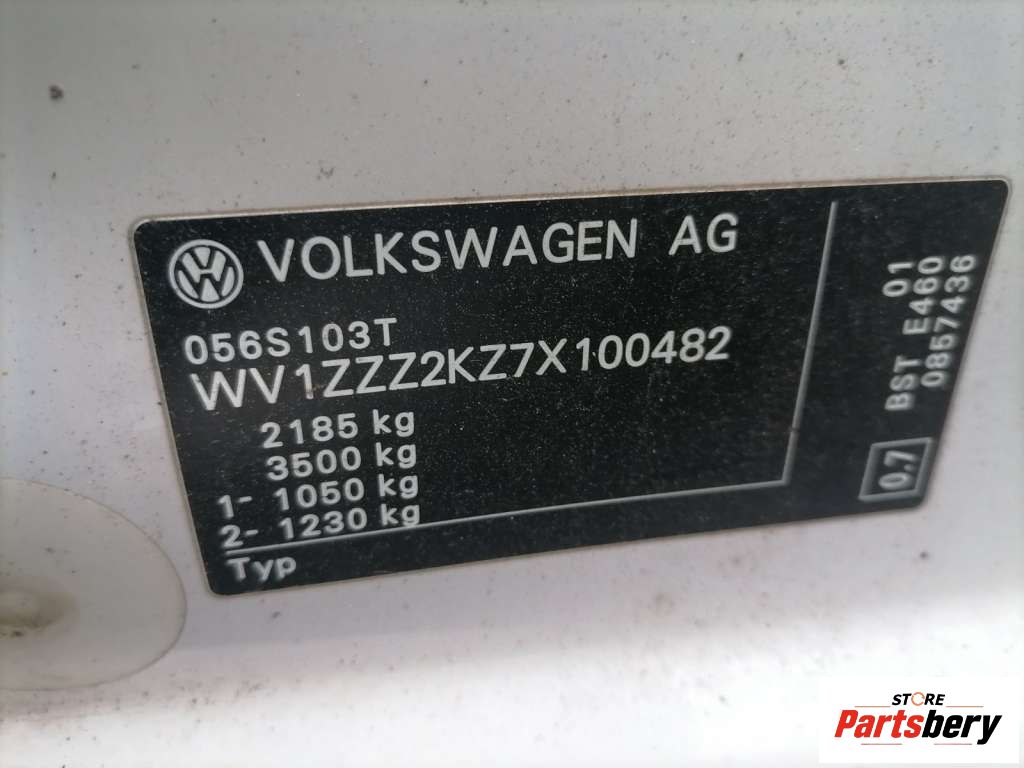 VOLKSWAGEN AG
056S103T
WV1ZZZ2KZ7X100482
2185 kg
3500 kg
1- 1050 kg
2- 1230 kg
Typ
01
BST E460
0857436
0.7
STORE
Partsbery